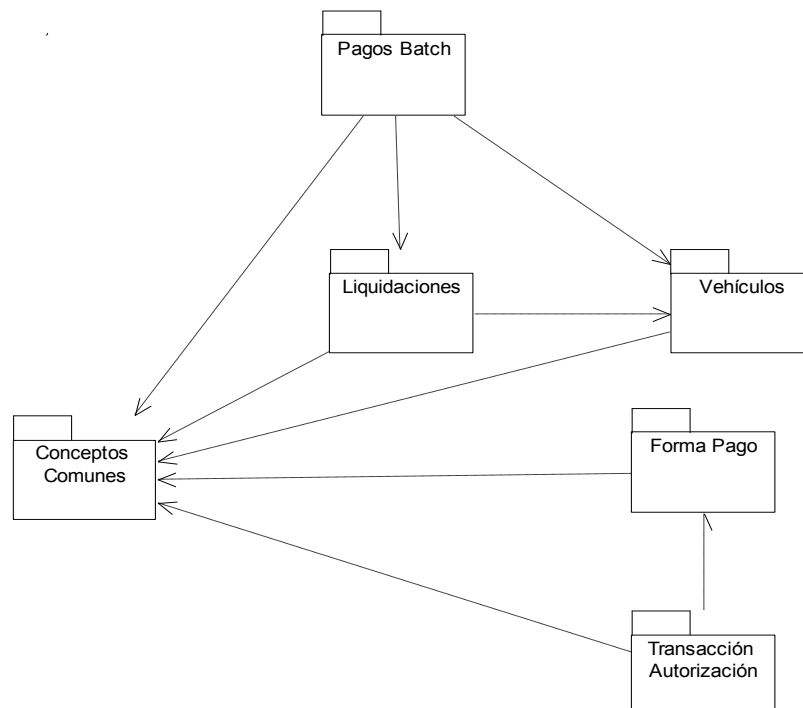 Pagos Batch
Liquidaciones
Vehículos
Conceptos
Comunes
Forma Pago
Transacción
Autorización